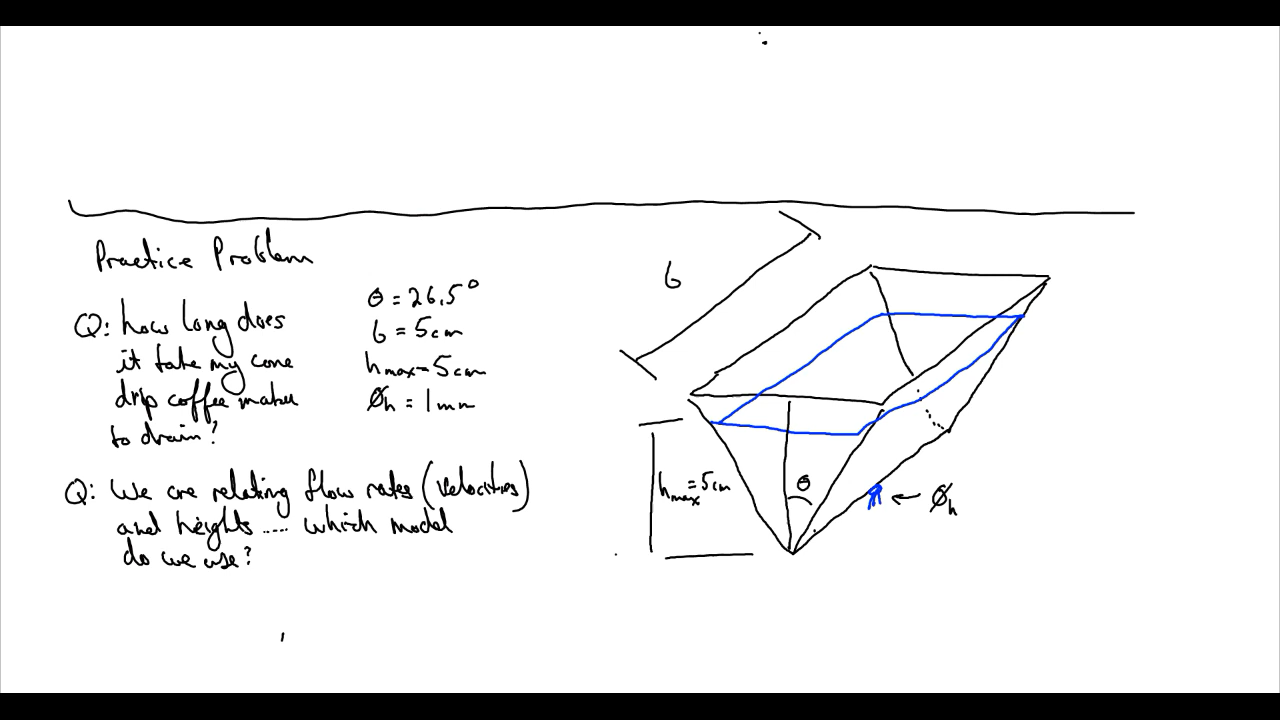 Practice Problem
Q: how long does
it take my cone
drip coffee maker
to drain?
θ = 26.5°
b = 5cm
hmax = 5cm
Øh = 1mm
Q: We are relating flow rates (velocities)
and heights .... which model
do we use?
b
hmax = 5cm
θ
← Øh